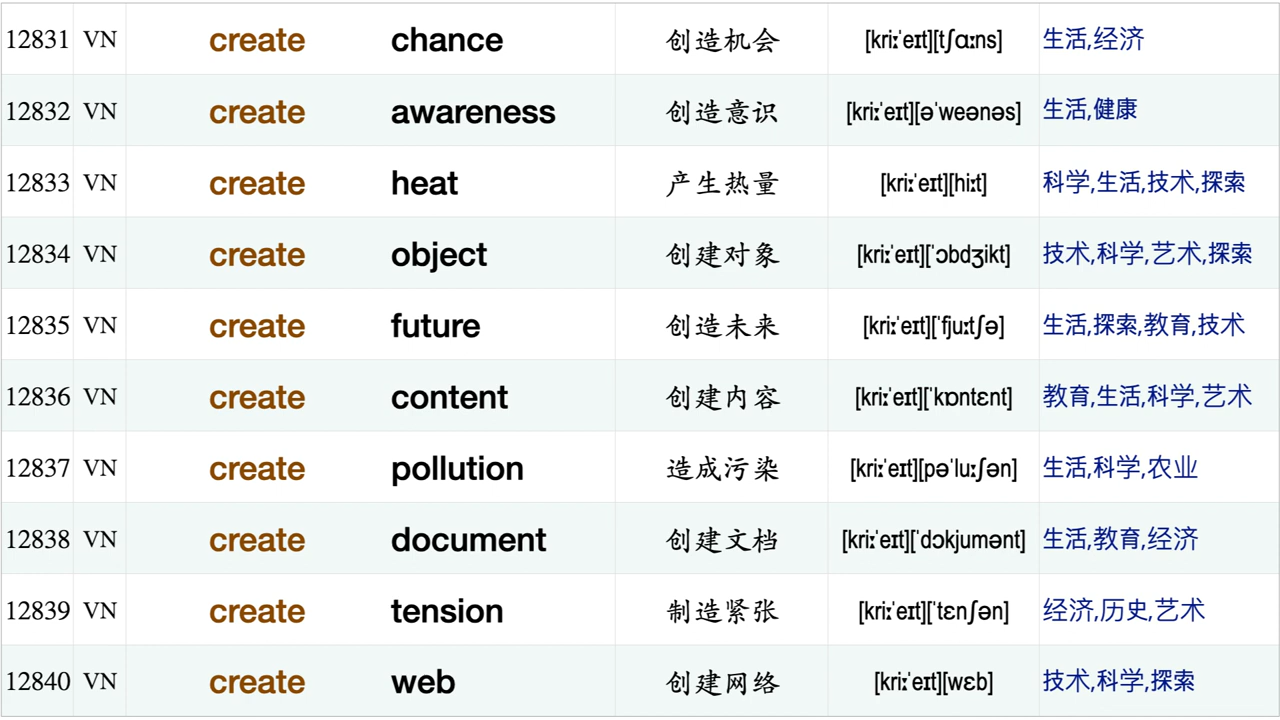 12831 VN create chance 创造机会 [kriːˈeɪt][tʃɑːns] 生活,经济
12832 VN create awareness 创造意识 [kriːˈeɪt][əˈweənəs] 生活,健康
12833 VN create heat 产生热量 [kriːˈeɪt][hiːt] 科学,生活,技术,探索
12834 VN create object 创建对象 [kriːˈeɪt][ˈɔbdʒikt] 技术,科学,艺术,探索
12835 VN create future 创造未来 [kriːˈeɪt][ˈfjuːtʃə] 生活,探索,教育,技术
12836 VN create content 创建内容 [kriːˈeɪt][ˈkɒntɛnt] 教育,生活,科学,艺术
12837 VN create pollution 造成污染 [kriːˈeɪt][pəˈluːʃən] 生活,科学,农业
12838 VN create document 创建文档 [kriːˈeɪt][ˈdɔkjumənt] 生活,教育,经济
12839 VN create tension 制造紧张 [kriːˈeɪt][ˈtɛnʃən] 经济,历史,艺术
12840 VN create web 创建网络 [kriːˈeɪt][wɛb] 技术,科学,探索